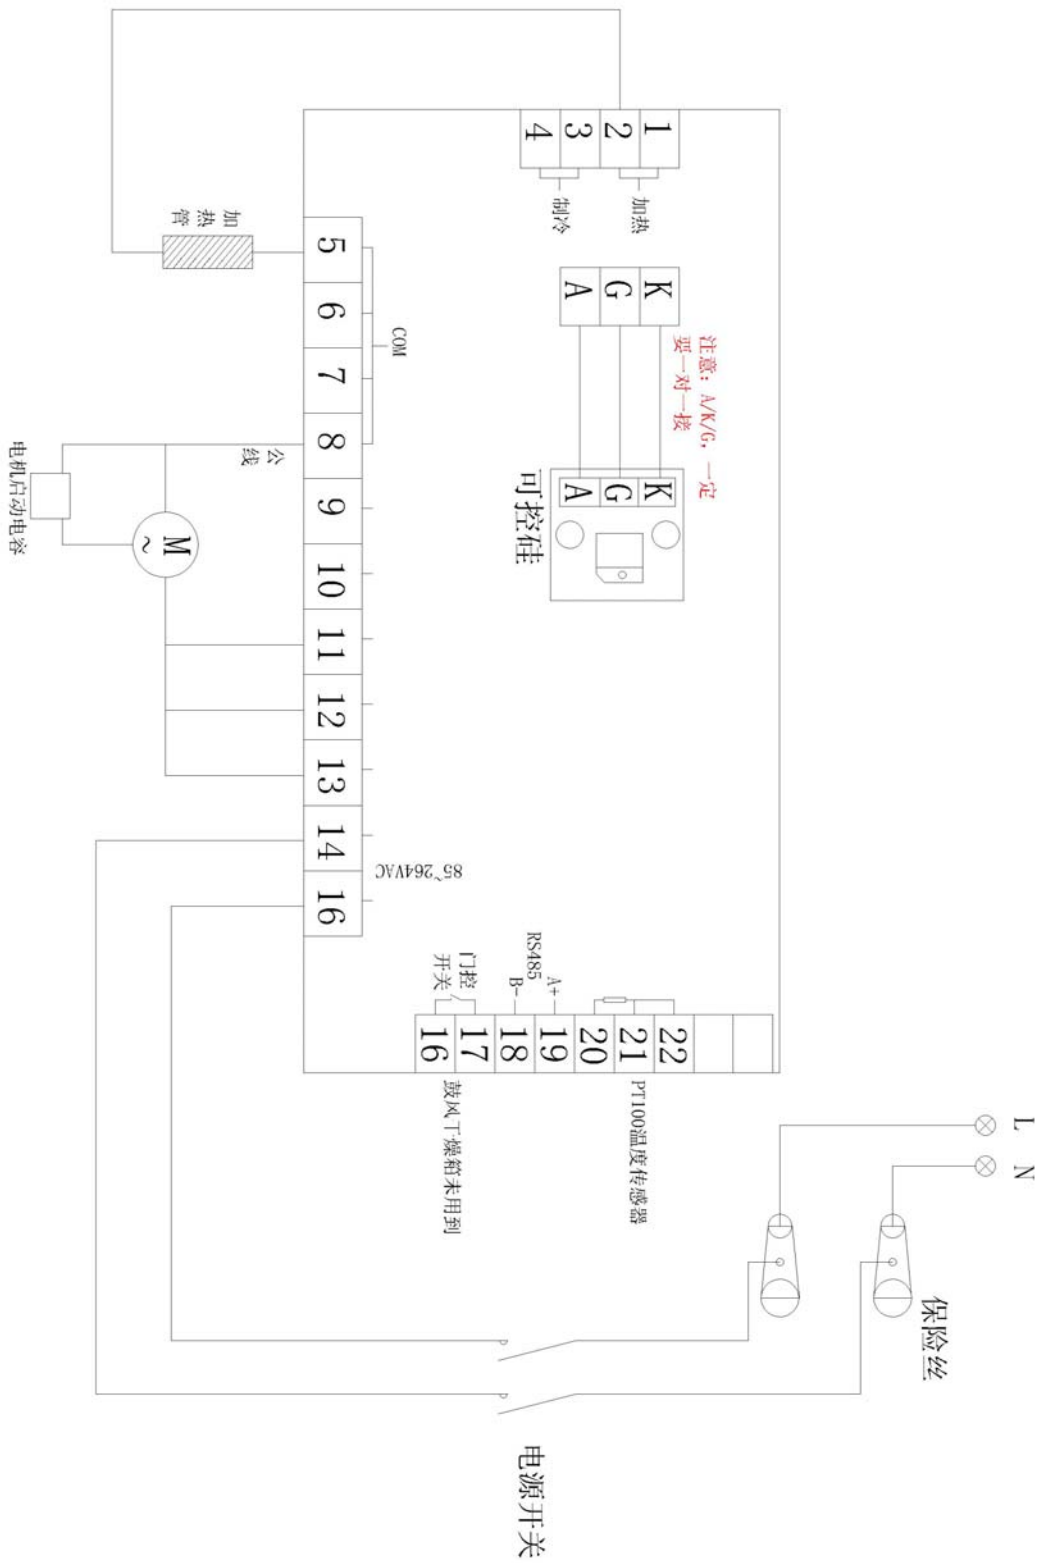 1
2
3
4
加热
制冷
K
G
A
注意：A/K/G，一定
要一对一接
K
G
A
可控硅
加
热
管
5
6
7
8
9
10
11
12
13
14
16
COM
公
线
M
~
电机启动电容
85~264VAC
门控
开关
RS485
A+
B-
16
17
18
19
20
21
22
鼓风干燥箱未用到
PT100温度传感器
L
N
保险丝
电源开关